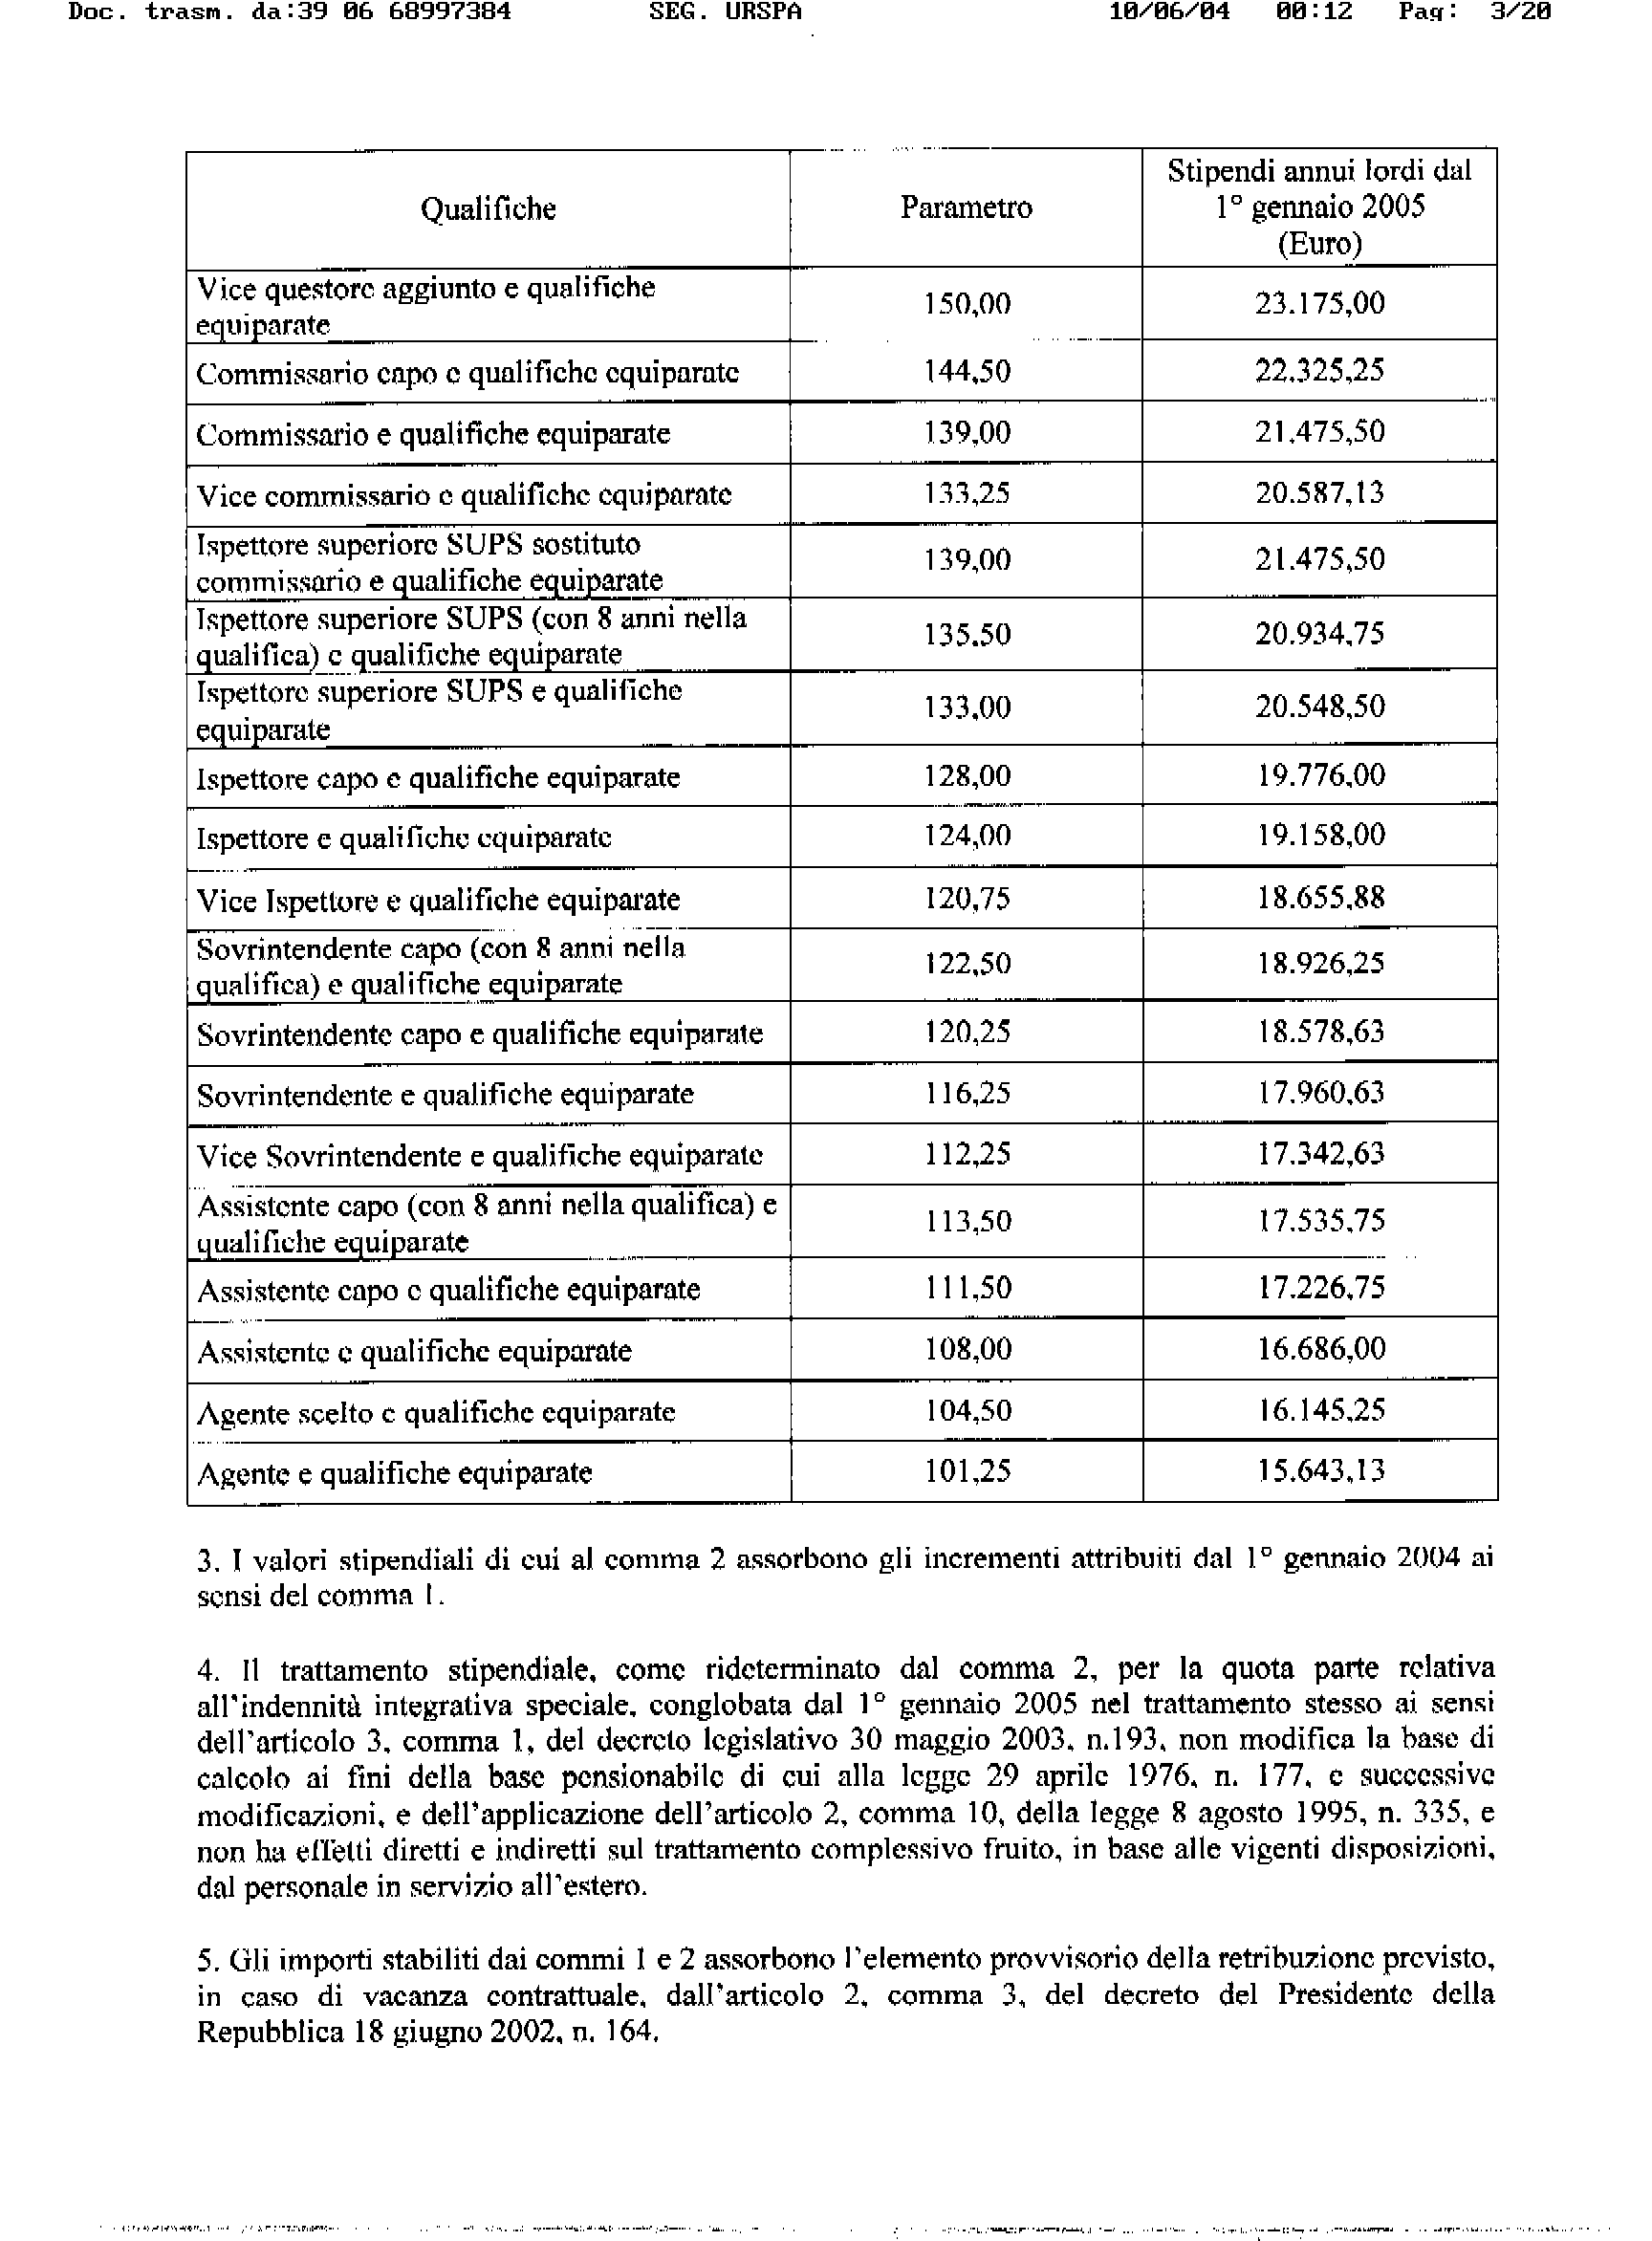 Doc. trasm. da:39 06 68997384 SEG. URSPA 10/06/04 00:12 Pag: 3/20
Qualifiche Parametro Stipendi annui lordi dal
1° gennaio 2005
(Euro)
Vice questore aggiunto e qualifiche
equiparate 150,00 23.175,00
Commissario capo e qualifiche equiparate 144,50 22.325,25
Commissario e qualifiche equiparate 139,00 21.475,50
Vice commissario e qualifiche equiparate 133,25 20.587,13
Ispettore superiore SUPS sostituto
commissario e qualifiche equiparate 139,00 21.475,50
Ispettore superiore SUPS (con 8 anni nella
qualifica) e qualifiche equiparate 135,50 20.934,75
Ispettore superiore SUPS e qualifiche
equiparate 133,00 20.548,50
Ispettore capo e qualifiche equiparate 128,00 19.776,00
Ispettore e qualifiche equiparate 124,00 19.158,00
Vice Ispettore e qualifiche equiparate 120,75 18.655,88
Sovrintendente capo (con 8 anni nella
qualifica) e qualifiche equiparate 122,50 18.926,25
Sovrintendente capo e qualifiche equiparate 120,25 18.578,63
Sovrintendente e qualifiche equiparate 116,25 17.960,63
Vice Sovrintendente e qualifiche equiparate 112,25 17.342,63
Assistente capo (con 8 anni nella qualifica) e
qualifiche equiparate 113,50 17.535,75
Assistente capo e qualifiche equiparate 111,50 17.226,75
Assistente e qualifiche equiparate 108,00 16.686,00
Agente scelto e qualifiche equiparate 104,50 16.145,25
Agente e qualifiche equiparate 101,25 15.643,13
3. I valori stipendiali di cui al comma 2 assorbono gli incrementi attribuiti dal 1° gennaio 2004 ai
sensi del comma 1.
4. Il trattamento stipendiale, come rideterminato dal comma 2, per la quota parte relativa
all'indennità integrativa speciale, conglobata dal 1° gennaio 2005 nel trattamento stesso ai sensi
dell'articolo 3, comma 1, del decreto legislativo 30 maggio 2003, n.193, non modifica la base di
calcolo ai fini della base pensionabile di cui alla legge 29 aprile 1976, n. 177, e successive
modificazioni, e dell'applicazione dell'articolo 2, comma 10, della legge 8 agosto 1995, n. 335, e
non ha effetti diretti e indiretti sul trattamento complessivo fruito, in base alle vigenti disposizioni,
dal personale in servizio all'estero.
5. Gli importi stabiliti dai commi 1 e 2 assorbono l'elemento provvisorio della retribuzione previsto,
in caso di vacanza contrattuale, dall'articolo 2, comma 3, del decreto del Presidente della
Repubblica 18 giugno 2002, n. 164.